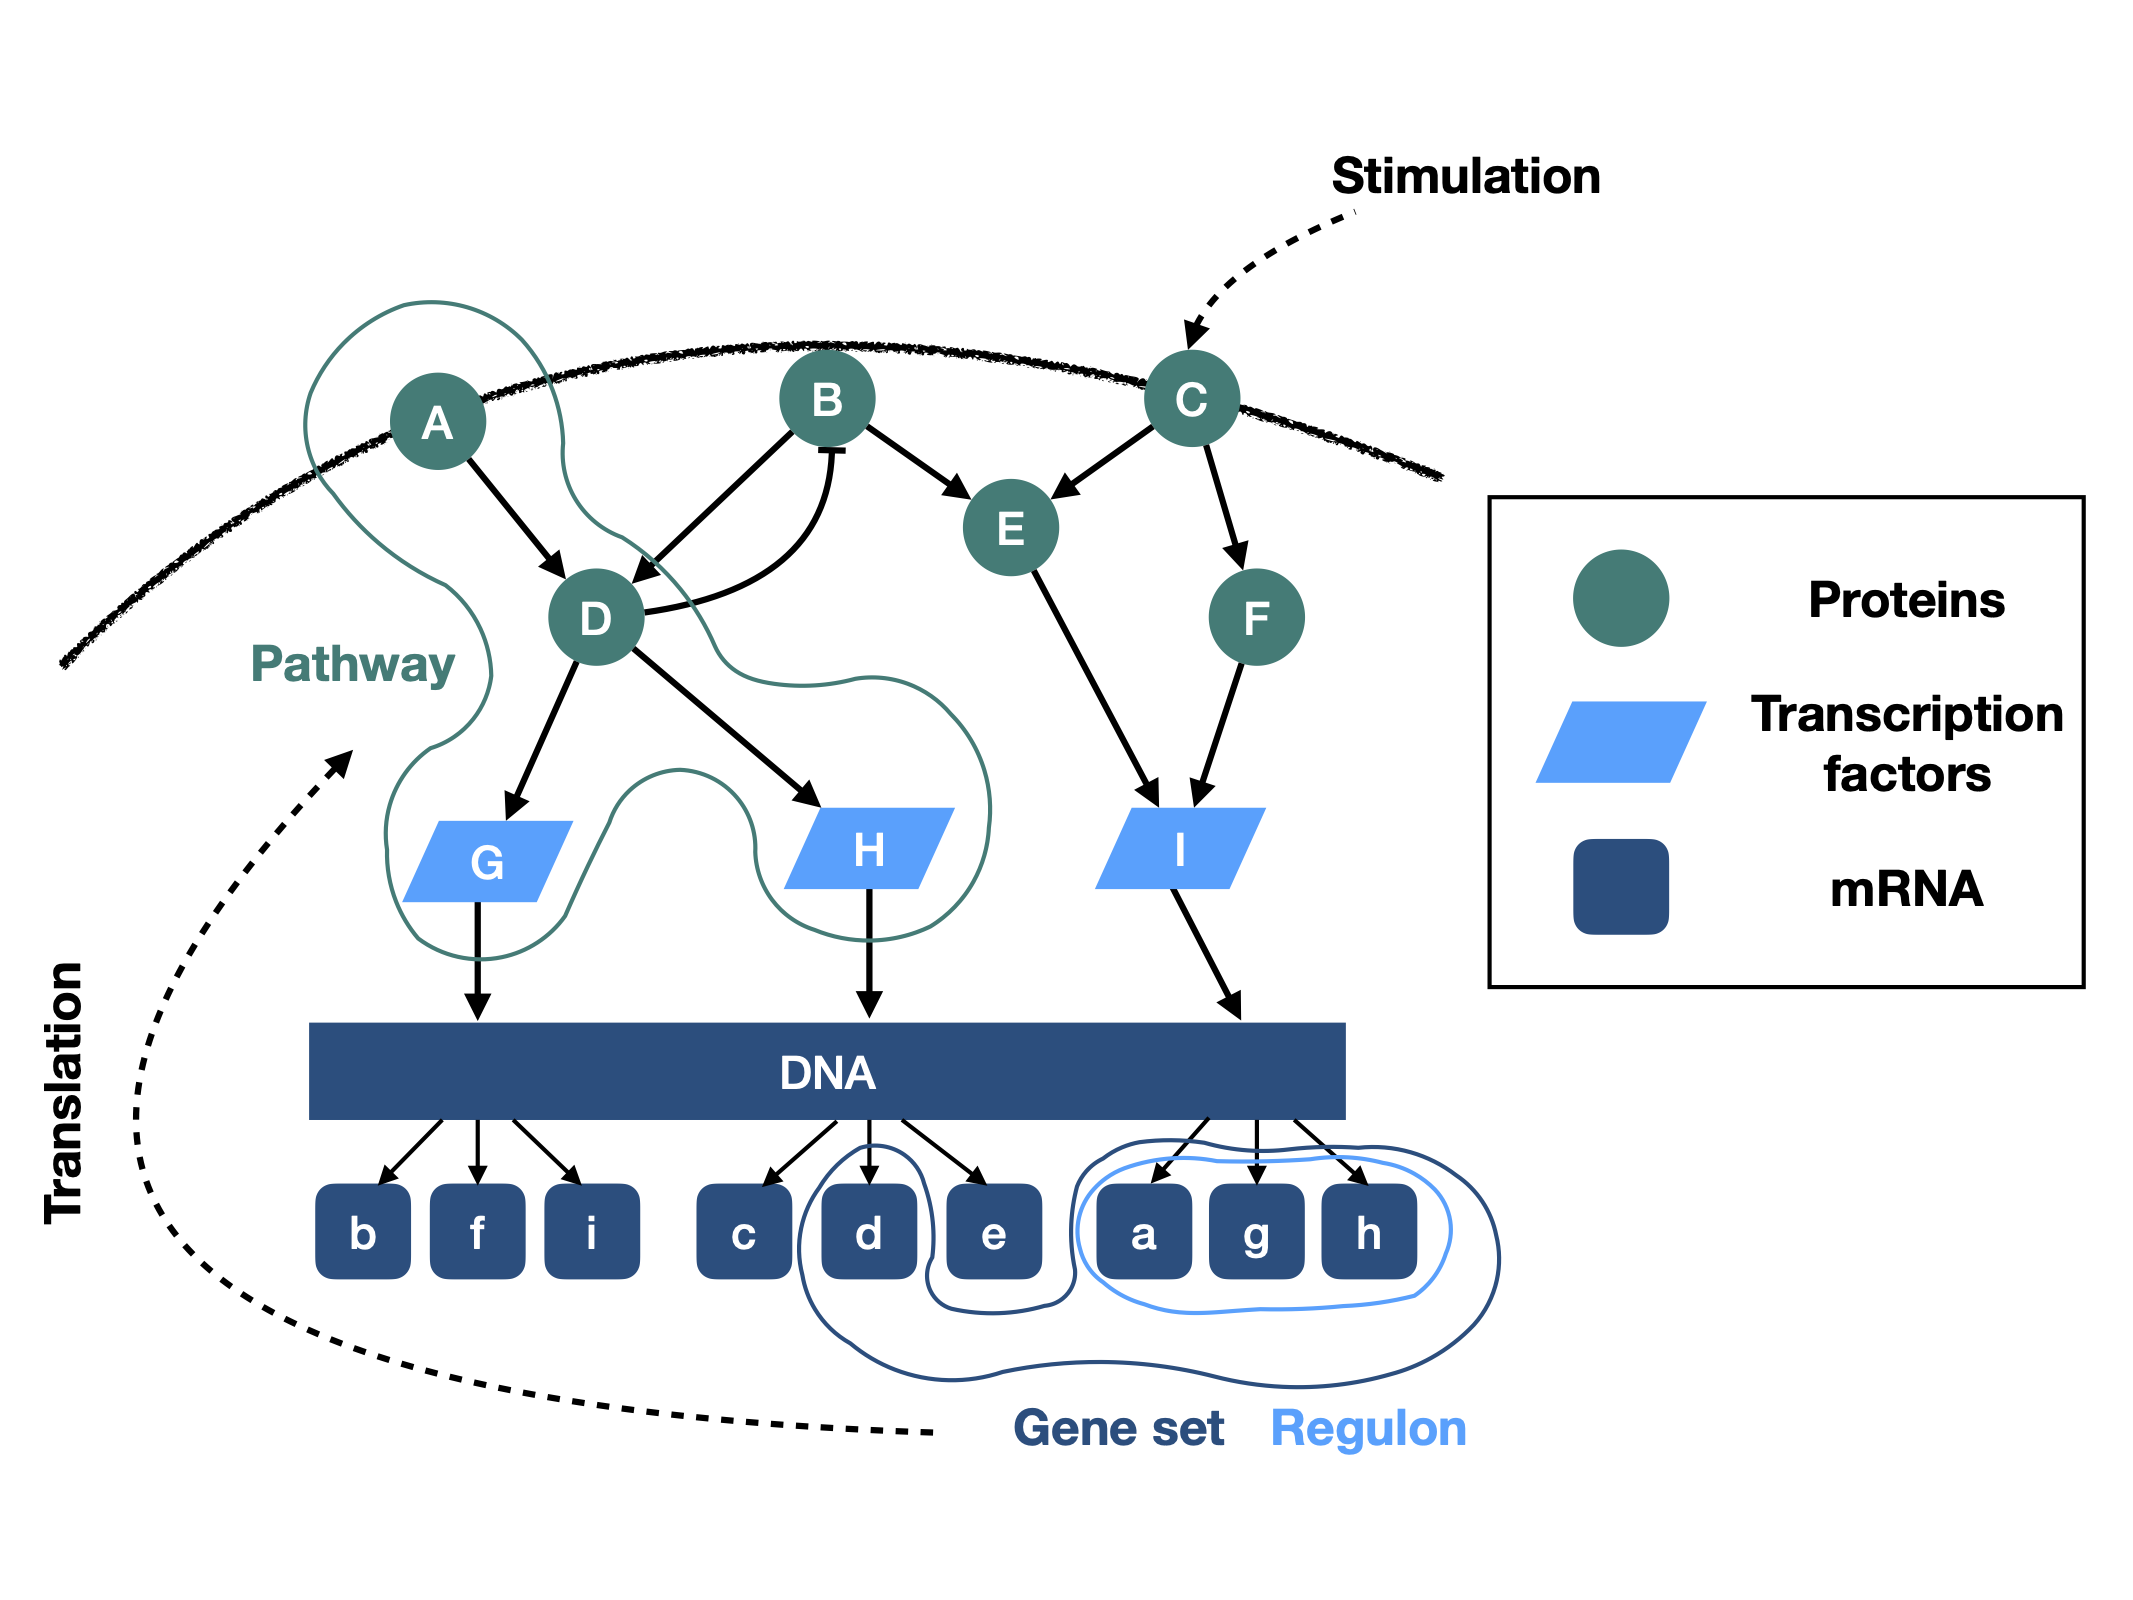 Stimulation
A
B
C
E
D
F
Pathway
G
H
I
Proteins
Transcription
factors
mRNA
Translation
DNA
b
f
i
c
d
e
a
g
h
Gene set
Regulon